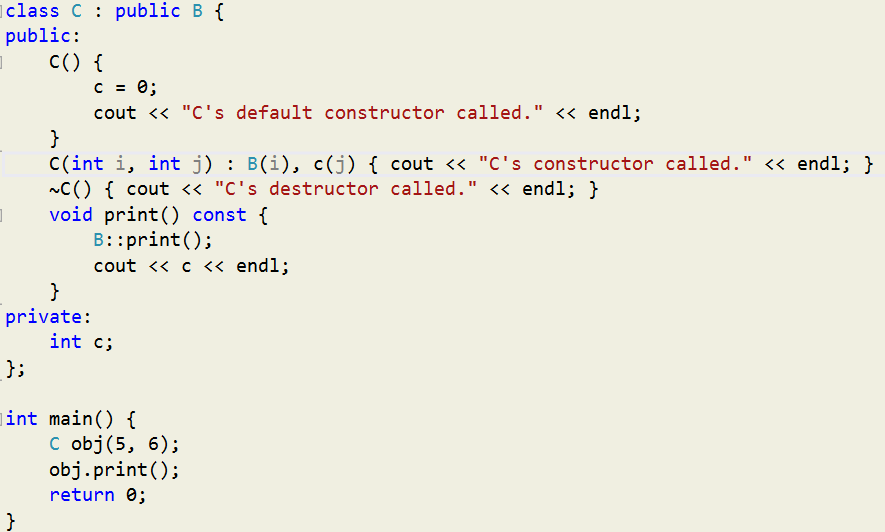 class C : public B {
public:
    C() {
        c = 0;
        cout << "C's default constructor called." << endl;
    }
    C(int i, int j) : B(i), c(j) { cout << "C's constructor called." << endl; }
    ~C() { cout << "C's destructor called." << endl; }
    void print() const {
        B::print();
        cout << c << endl;
    }
private:
    int c;
};

int main() {
    C obj(5, 6);
    obj.print();
    return 0;
}